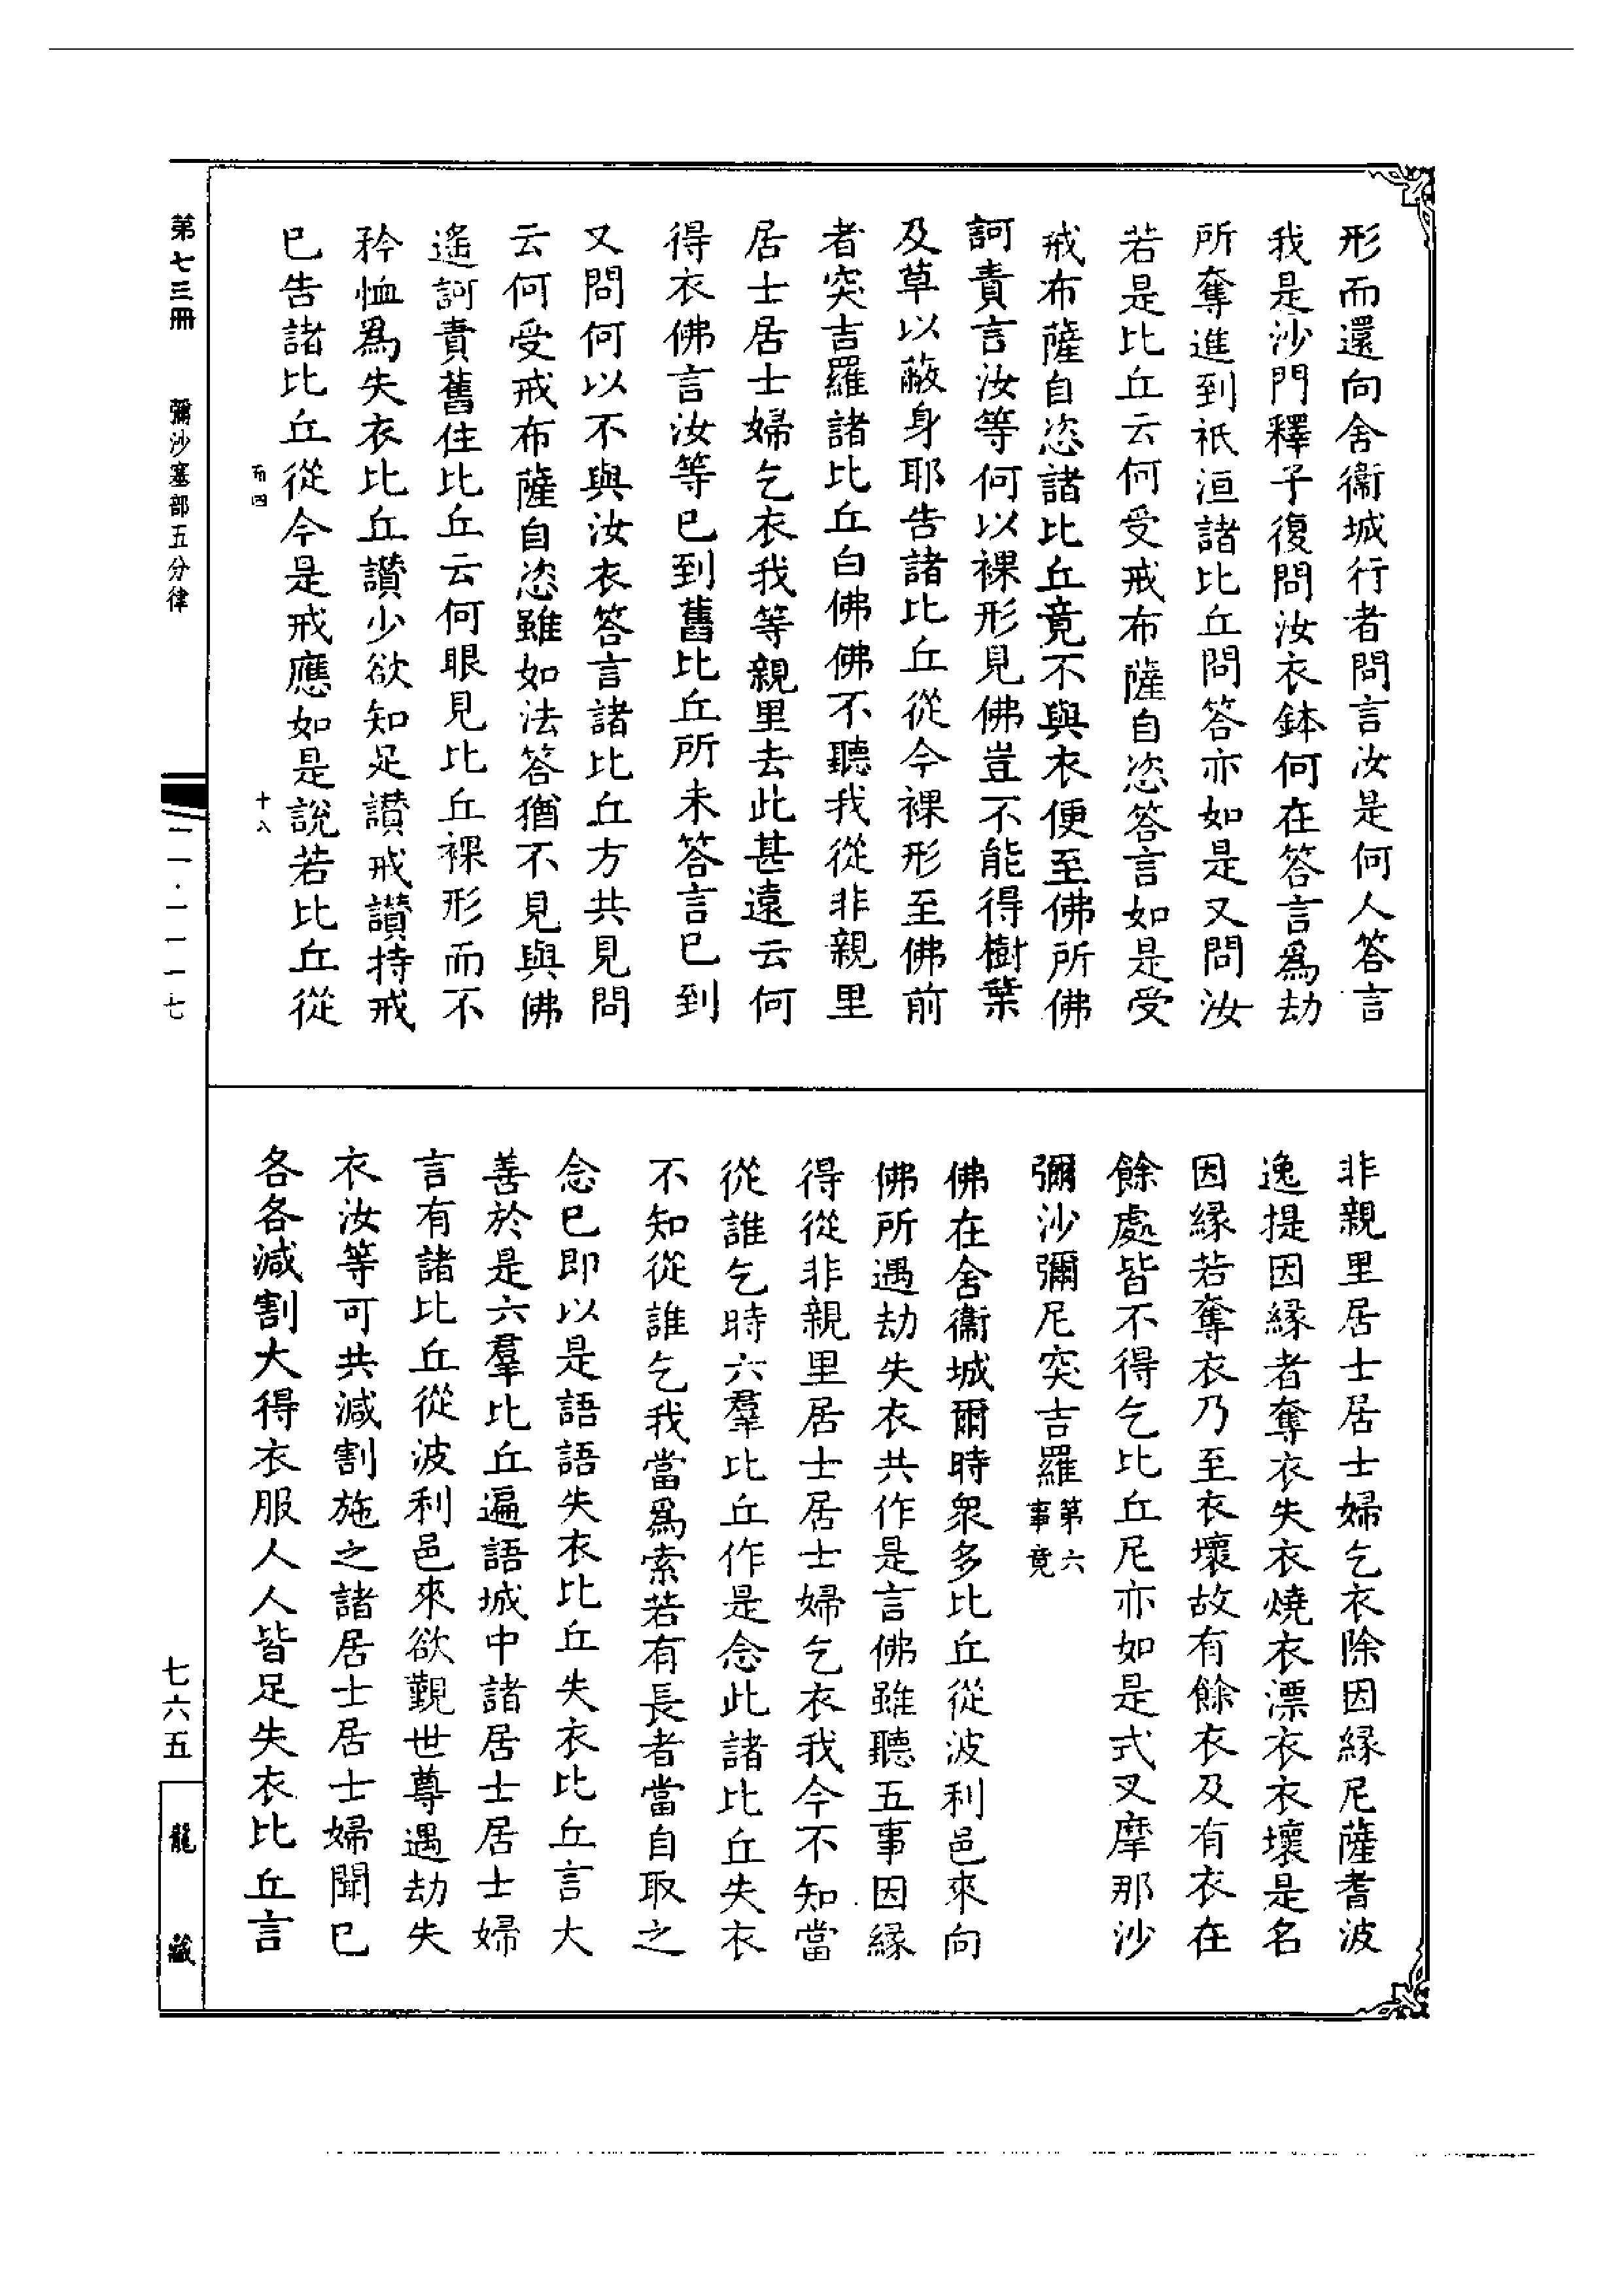 形而還向舍衞城行者問言汝是何人答言
我是沙門釋子復問汝衣鉢何在答言爲劫
所奪進到祇洹諸比丘問答亦如是又問汝
若是比丘云何受戒布薩自恣答言如是受
戒布薩自恣諸比丘竟不與衣便至佛所佛
訶責言汝等何以裸形見佛豈不能得樹葉
及草以蔽身耶告諸比丘從今裸形至佛前
者突吉羅諸比丘白佛佛不聽我從非親里
居士居士婦乞衣我等親里去此甚遠云何
得衣佛言汝等已到舊比丘所未答言已到
又問何以不與汝衣答言諸比丘方共見問
云何受戒布薩自恣雖如法答猶不見與佛
遙訶責舊住比丘云何眼見比丘裸形而不
矜恤爲失衣比丘讚少欲知足讚戒讚持戒
已告諸比丘從今是戒應如是說若比丘從
而四 十八
非親里居士居士婦乞衣除因緣尼薩耆波
逸提因緣者奪衣失衣燒衣漂衣衣壞是名
因緣若奪衣乃至衣壞故有餘衣及有衣在
餘處皆不得乞比丘尼亦如是式叉摩那沙
彌沙彌尼突吉羅第六事竟
佛在舍衞城爾時衆多比丘從波利邑來向
佛所遇劫失衣共作是言佛雖聽五事因緣
得從非親里居士居士婦乞衣我今不知當
從誰乞時六羣比丘作是念此諸比丘失衣
不知從誰乞我當爲索若有長者當自取之
念已即以是語語失衣比丘失衣比丘言大
善於是六羣比丘遍語城中諸居士居士婦
言有諸比丘從波利邑來欲觀世尊遇劫失
衣汝等可共減割施之諸居士居士婦聞已
各各減割大得衣服人人皆足失衣比丘言
第七三冊 彌沙塞部五分律
二一·一一一七
七六五
龍藏